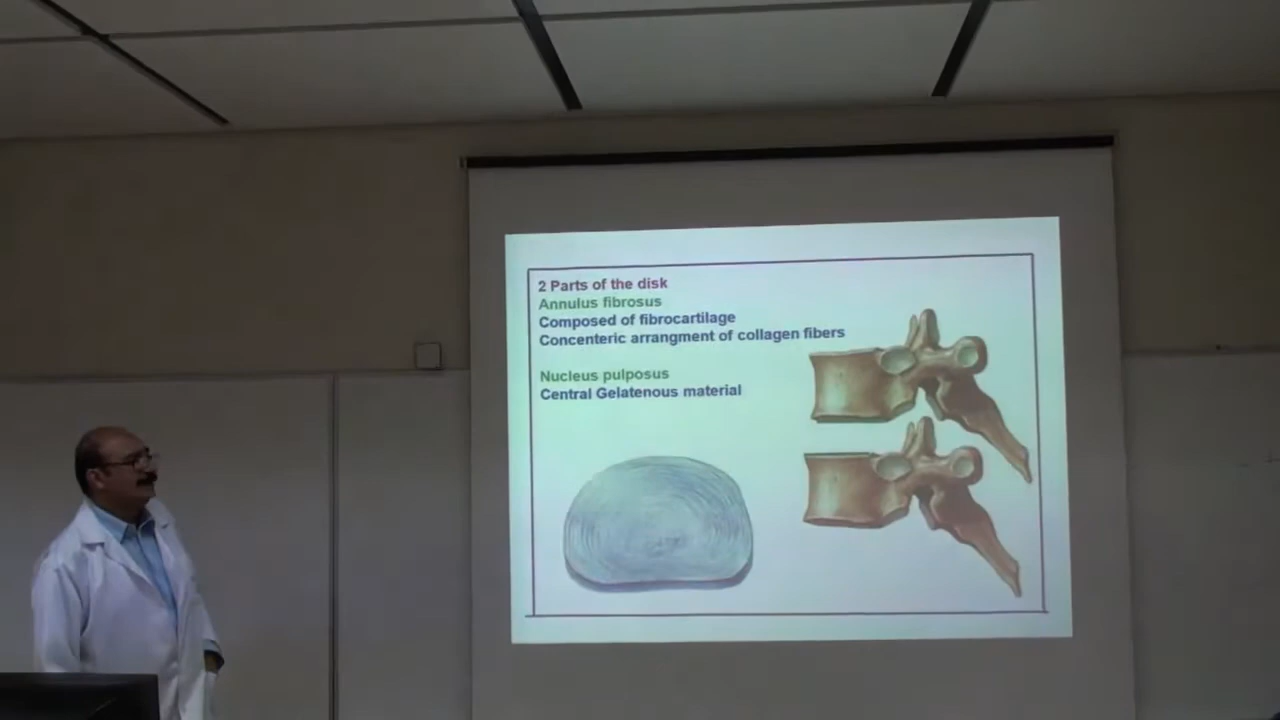 2 Parts of the disk
Annulus fibrosus
Composed of fibrocartilage
Concenteric arrangment of collagen fibers
Nucleus pulposus
Central Gelatenous material